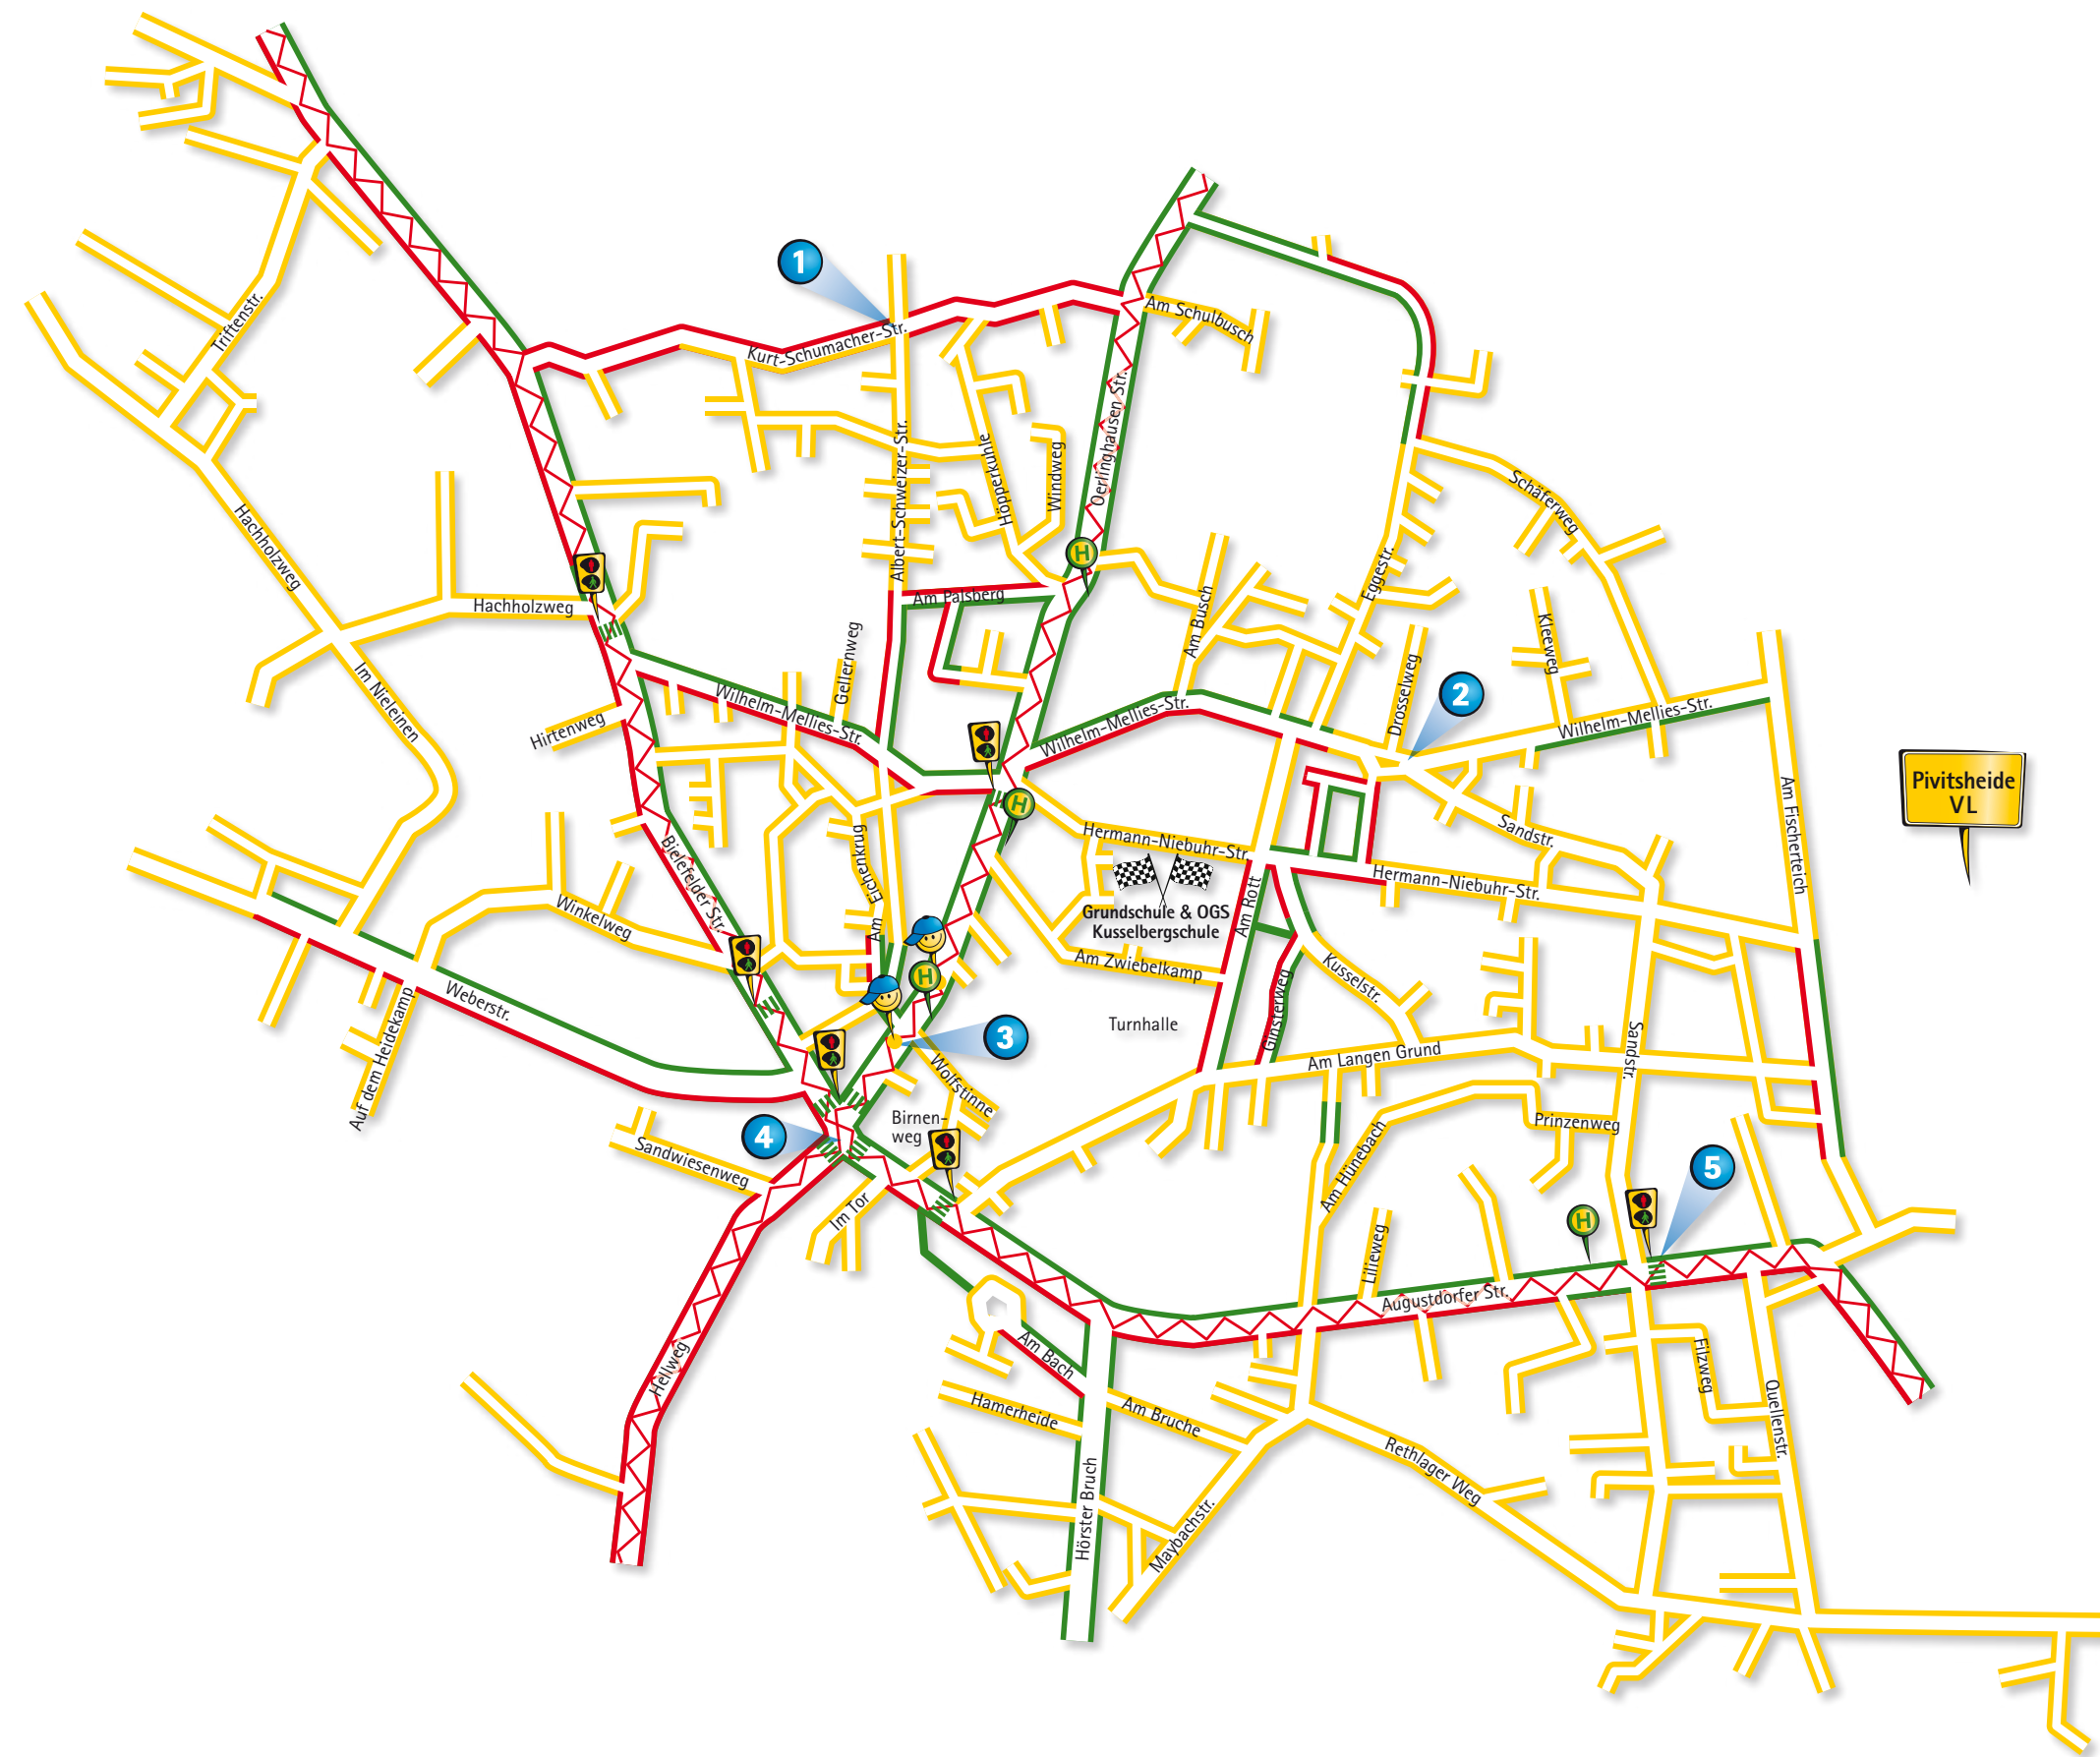 1
Am Schulbusch
Triftenstr.
Kurt-Schumacher-Str.
Oerlinghausen Str.
Albert-Schweizer-Str.
Höpperkuhle
Windweg
Schäferweg
Hachholzweg
H
Eggestr.
Hachholzweg
Am Palsberg
Am Busch
Kleeweg
Gellernweg
Im Nieleinen
Drosselweg
2
Wilhelm-Mellies-Str.
Wilhelm-Mellies-Str.
Wilhelm-Mellies-Str.
Hirtenweg
Pivitsheide
VL
H
Am Fischerteich
Hermann-Niebuhr-Str.
Sandstr.
Bielefelder Str.
Am Eichenkrug
Hermann-Niebuhr-Str.
Grundschule & OGS
Kusselbergschule
Am Rott
Winkelweg
Am Zwiebelkamp
Kusselstr.
H
Weberstr.
Ginsterweg
Turnhalle
3
Auf dem Heidekamp
Am Langen Grund
Sandstr.
Wolfstinne
Birnen-
weg
4
Prinzenweg
Sandwiesenweg
Am Hünebach
5
Im Tor
H
Lilieweg
Augustdorfer Str.
Hellweg
Am Bach
Filzweg
Hamerheide
Am Bruche
Quellenstr.
Rethlager Weg
Hörster Bruch
Maybachstr.